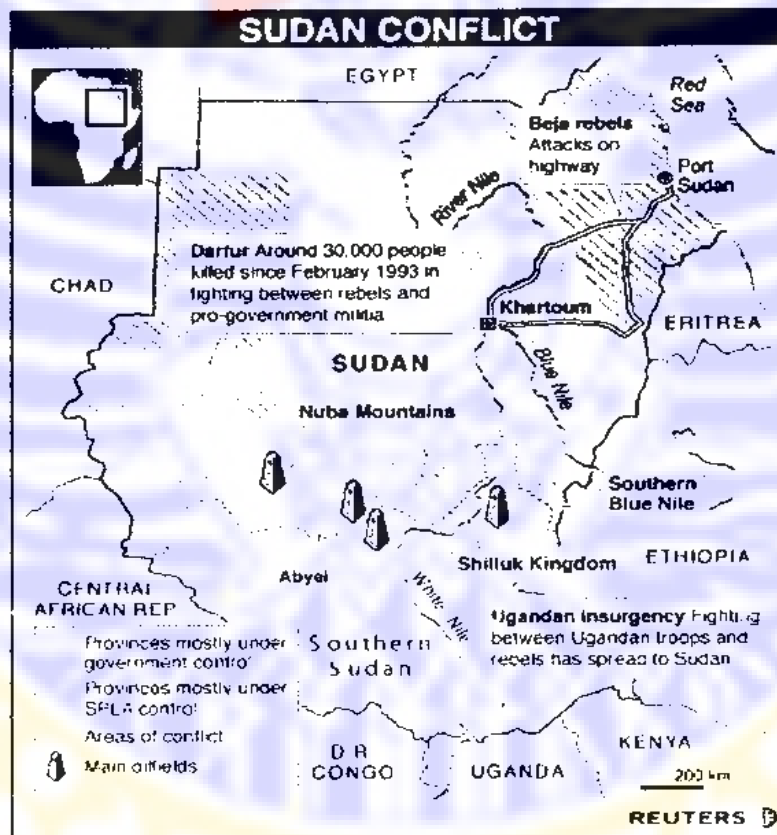 SUDAN CONFLICT
EGYPT
Red
Sea
Beja rebels
Attacks on
highway
Port
Sudan
River Nile
Darfur Around 30,000 people
killed since February 1993 in
fighting between rebels and
pro-government militia
CHAD
Khartoum
ERITREA
SUDAN
Blue Nile
Nuba Mountains
Southern
Blue Nile
Abyei
Shilluk Kingdom
ETHIOPIA
CENTRAL
AFRICAN REP
White Nile
Ugandan insurgency Fighting
between Ugandan troops and
rebels has spread to Sudan
Southern
Sudan
Provinces mostly under
government control
Provinces mostly under
SPLA control
Areas of conflict
Main oilfields
D R
CONGO
UGANDA
KENYA
200 km
REUTERS